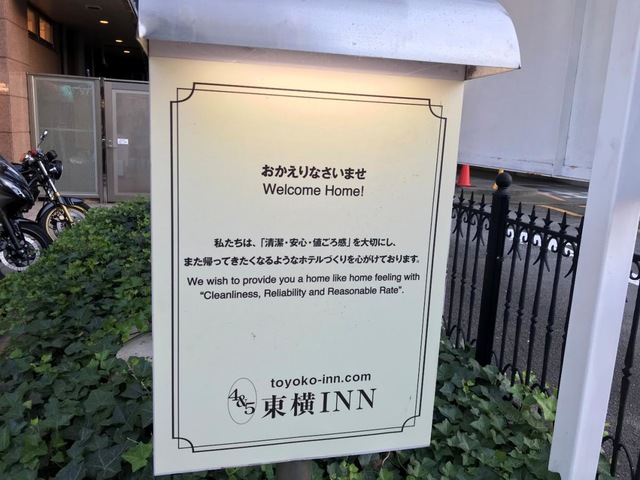 おかえりなさいませ
Welcome Home!
私たちは、「清潔・安心・値ごろ感」を大切にし、
また帰ってきたくなるようなホテルづくりを心がけております。
We wish to provide you a home like home feeling with
“Cleanliness, Reliability and Reasonable Rate”.
toyoko-inn.com
4&5 東横INN